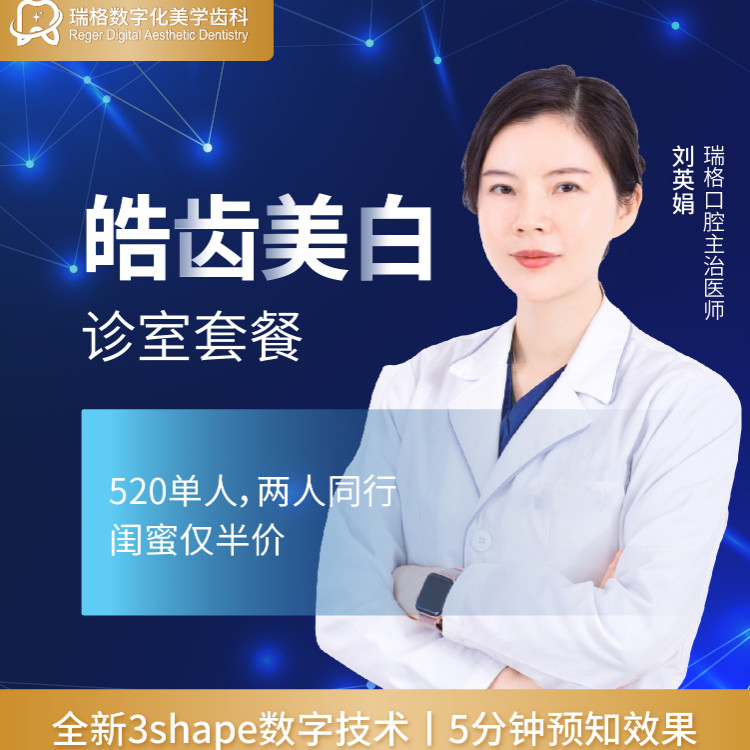 瑞格数字化美学齿科
Reger Digital Aesthetic Dentistry
皓齿美白
诊室套餐
瑞格口腔主治医师
刘英娟
520单人，两人同行
闺蜜仅半价
全新3shape数字技术丨5分钟预知效果